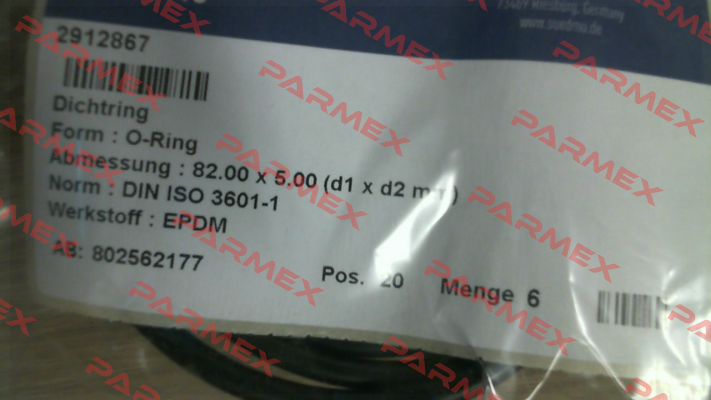 Germany
2912867
Dichtring
Form : O-Ring
Abmessung : 82.00 x 5.00 (d1 x d2 m
Norm : DIN ISO 3601-1
Werkstoff : EPDM
AB: 802562177
Pos. 20 Menge 6
PARMEX